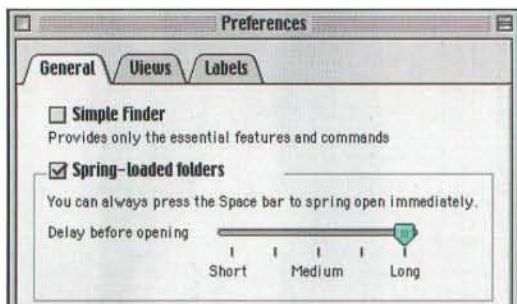 Preferences
General Views Labels
Simple Finder
Provides only the essential features and commands
Spring-loaded folders
You can always press the Space bar to spring open immediately.
Delay before opening
Short Medium Long